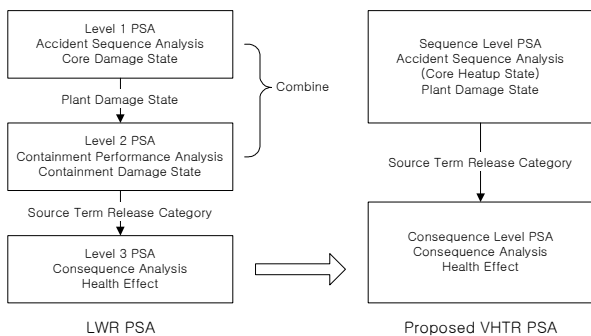 Level 1 PSA
Accident Sequence Analysis
Core Damage State
Plant Damage State
Combine
Level 2 PSA
Containment Performance Analysis
Containment Damage State
Source Term Release Category
Level 3 PSA
Consequence Analysis
Health Effect
LWR PSA
Sequence Level PSA
Accident Sequence Analysis
(Core Heatup State)
Plant Damage State
Source Term Release Category
Consequence Level PSA
Consequence Analysis
Health Effect
Proposed VHTR PSA